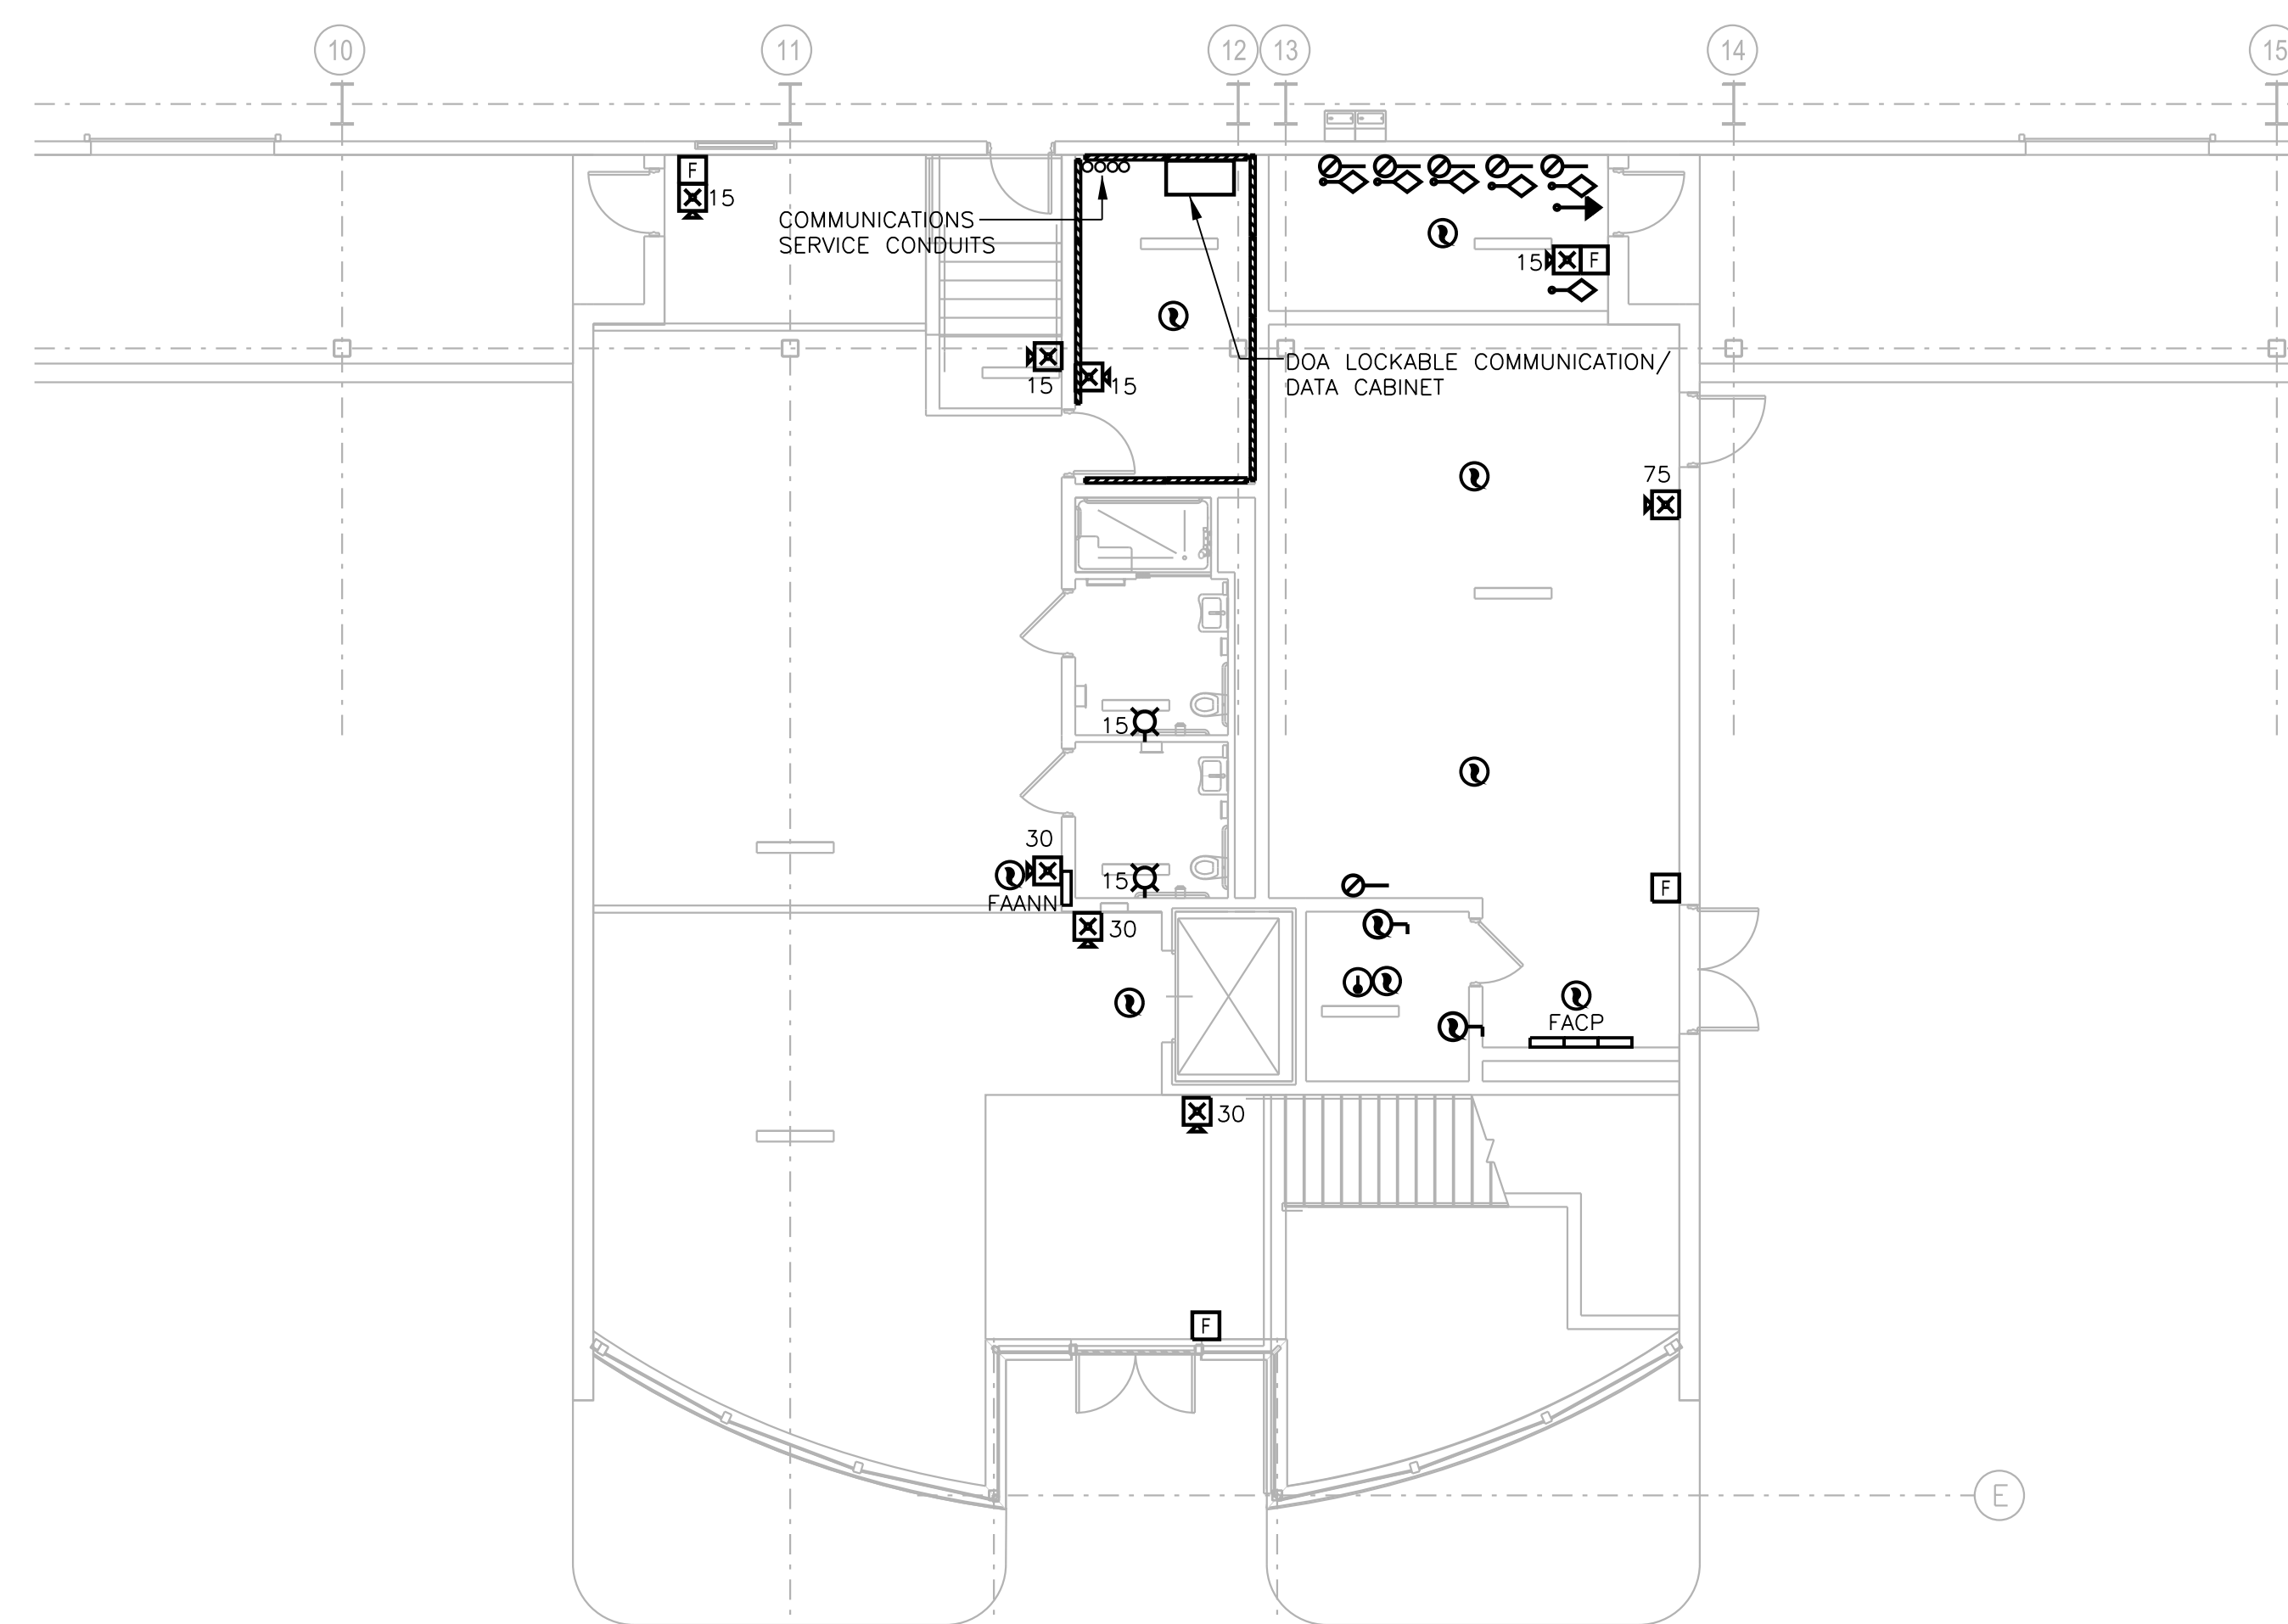 10
11
12
13
14
15
F
15
COMMUNICATIONS
SERVICE CONDUITS
15
F
15
15
DOA LOCKABLE COMMUNICATION/
DATA CABINET
75
15
30
15
FAANN
F
30
FACP
30
F
E